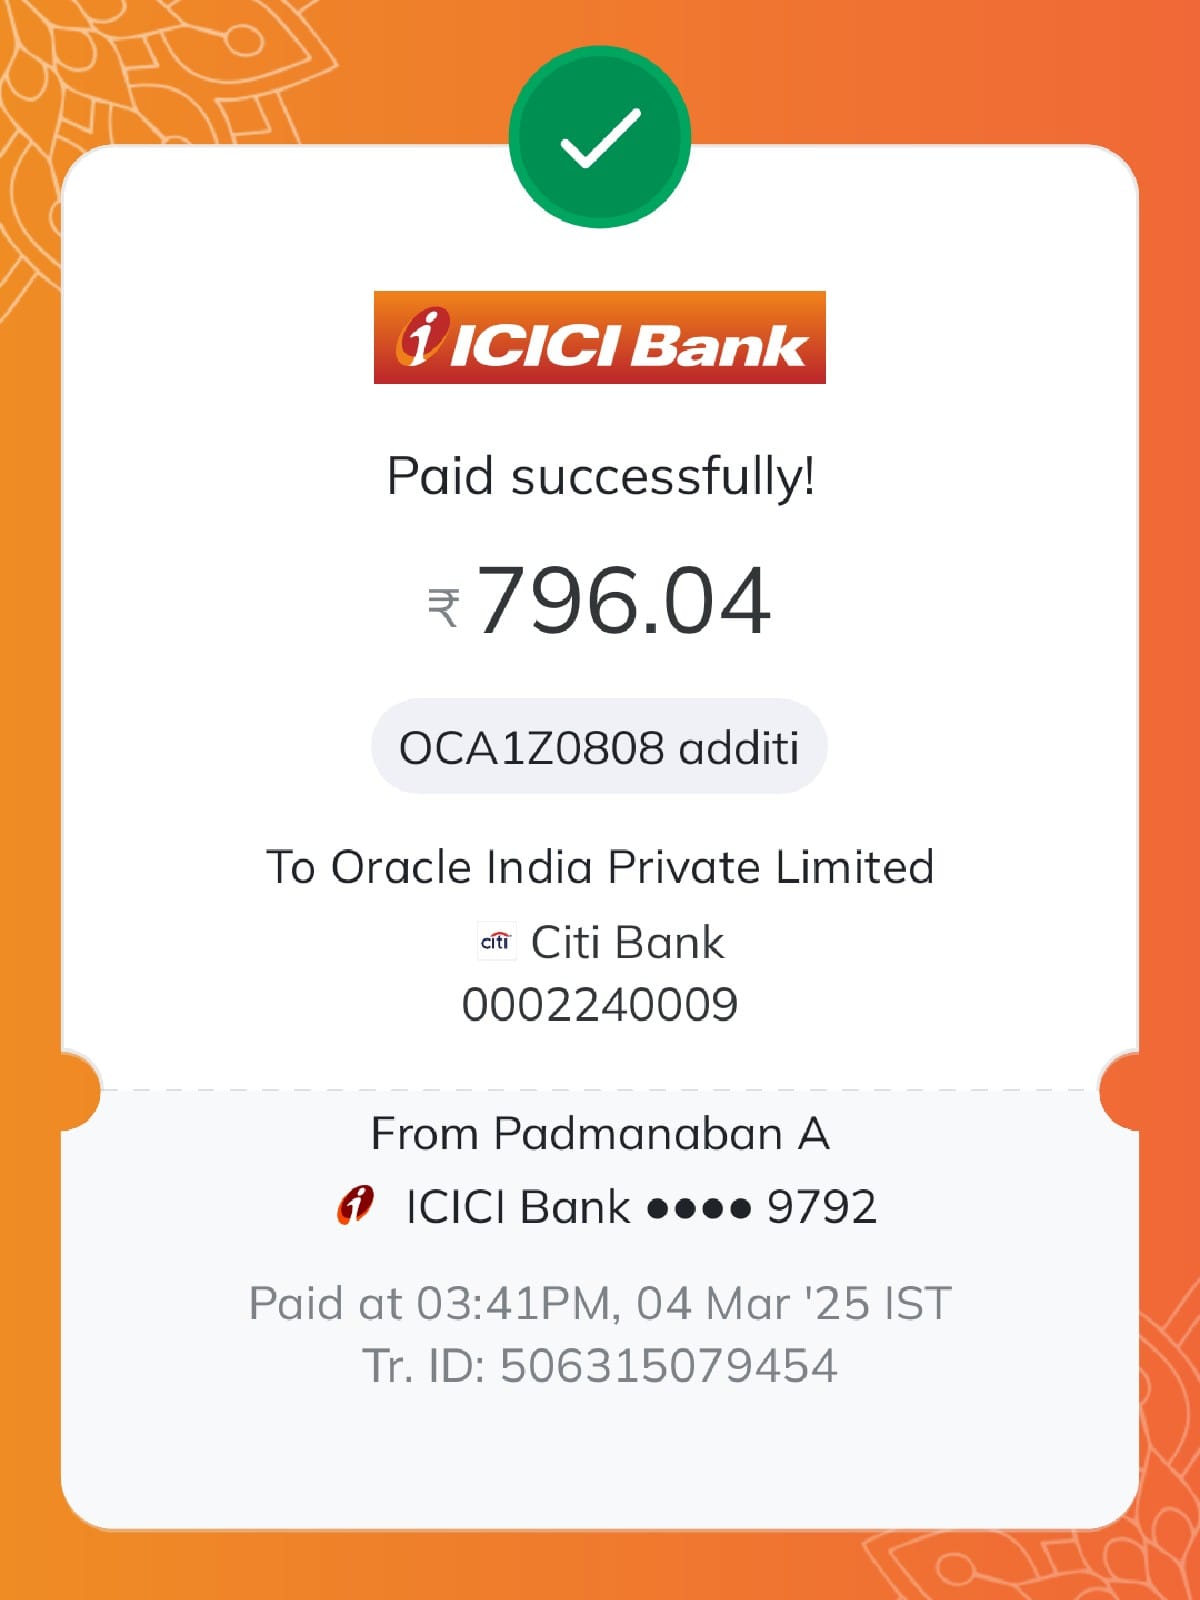 ICICI Bank
Paid successfully!
₹ 796.04
OCA1Z0808 additi
To Oracle India Private Limited
citi Citi Bank
0002240009
From Padmanaban A
ICICI Bank ●●●● 9792
Paid at 03:41PM, 04 Mar '25 IST
Tr. ID: 506315079454